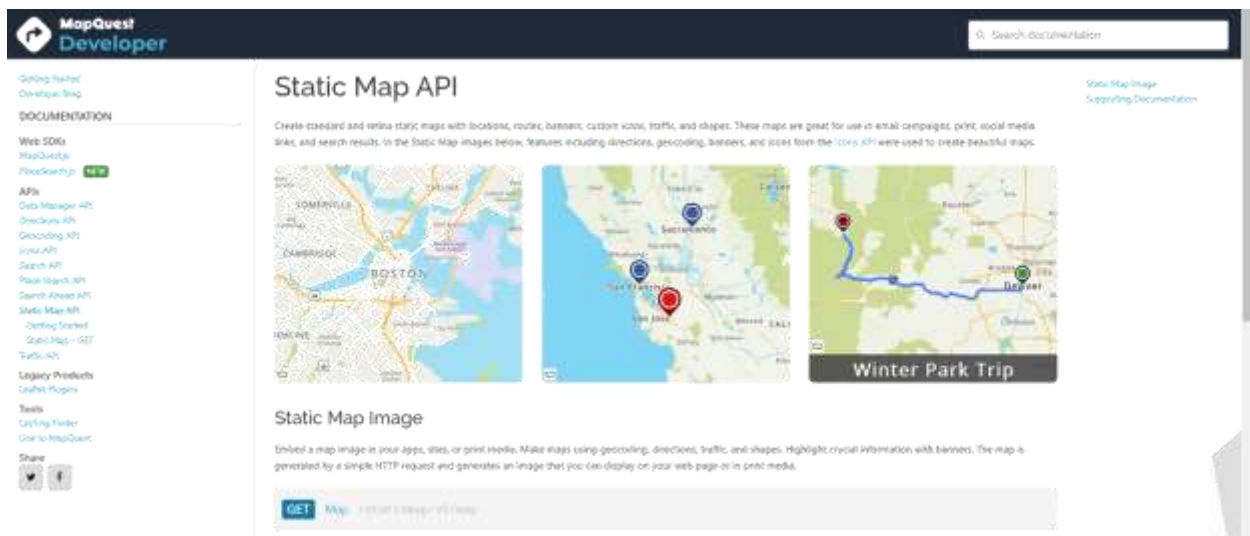 MapQuest
Developer
Search documentation
Getting Started
Developer Blog
DOCUMENTATION
Web SDKs
MapQuest.js
PlaceSearch.js NEW
APIs
Data Manager API
Directions API
Geocoding API
Icons API
Search API
Place Search API
Search Ahead API
Static Map API
Getting Started
Static Map - GET
Traffic API
Legacy Products
Leaflet Plugins
Tools
Lat/lng Finder
Link to MapQuest
Share
Static Map API
Create standard and retina static maps with locations, routes, banners, custom icons, traffic, and shapes. These maps are great for use in email campaigns, print, social media
links, and search results. In the Static Map images below, features including directions, geocoding, banners, and icons from the Icons API were used to create beautiful maps.
SOMERVILLE
CHELSEA
CAMBRIDGE
BOSTON
Sacramento
San Francisco
San Jose
Denver
Winter Park Trip
Static Map Image
Embed a map image in your apps, sites, or print media. Make maps using geocoding, directions, traffic, and shapes. Highlight crucial information with banners. The map is
generated by a simple HTTP request and generates an image that you can display on your web page or in print media.
GET Map
Static Map Image
Supporting Documentation